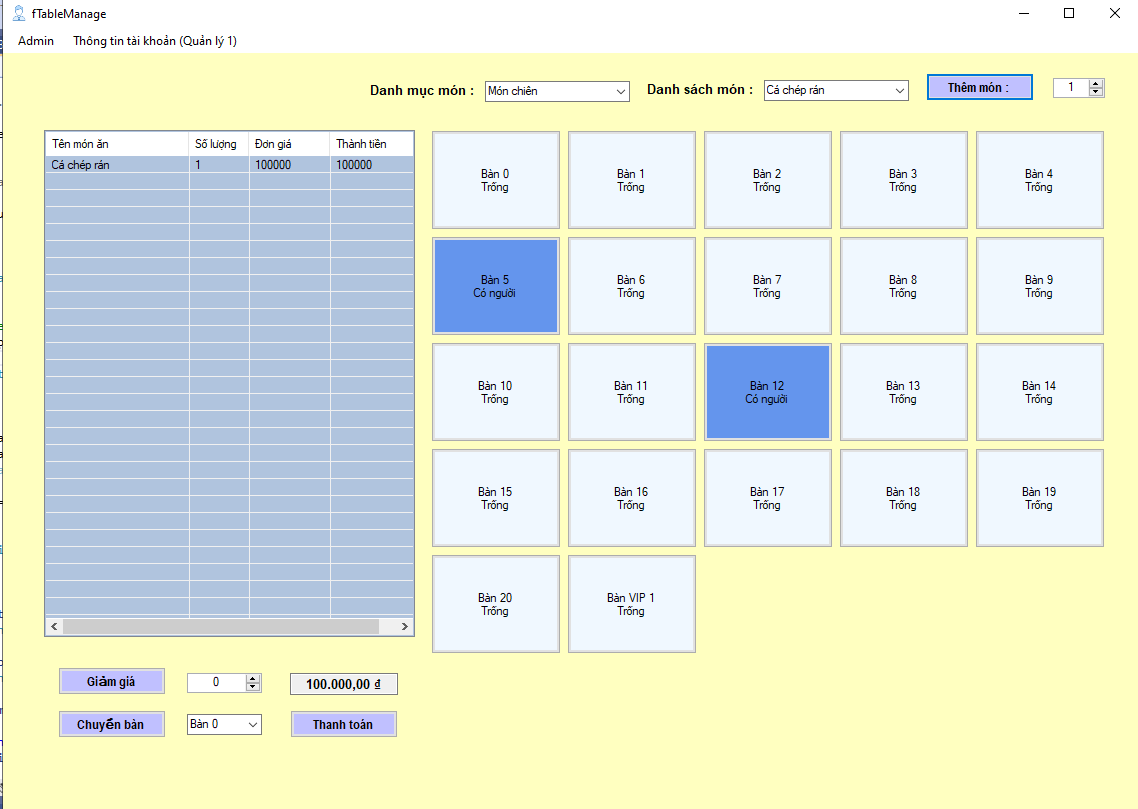 fTableManage
Admin Thông tin tài khoản (Quản lý 1)
Danh mục món : Món chiên Danh sách món : Cá chép rán Thêm món : 1
Tên món ăn Số lượng Đơn giá Thành tiền
Cá chép rán 1 100000 100000
Bàn 0
Trống
Bàn 1
Trống
Bàn 2
Trống
Bàn 3
Trống
Bàn 4
Trống
Bàn 5
Có người
Bàn 6
Trống
Bàn 7
Trống
Bàn 8
Trống
Bàn 9
Trống
Bàn 10
Trống
Bàn 11
Trống
Bàn 12
Có người
Bàn 13
Trống
Bàn 14
Trống
Bàn 15
Trống
Bàn 16
Trống
Bàn 17
Trống
Bàn 18
Trống
Bàn 19
Trống
Bàn 20
Trống
Bàn VIP 1
Trống
Giảm giá 0 100.000,00 ₫
Chuyển bàn Bàn 0 Thanh toán